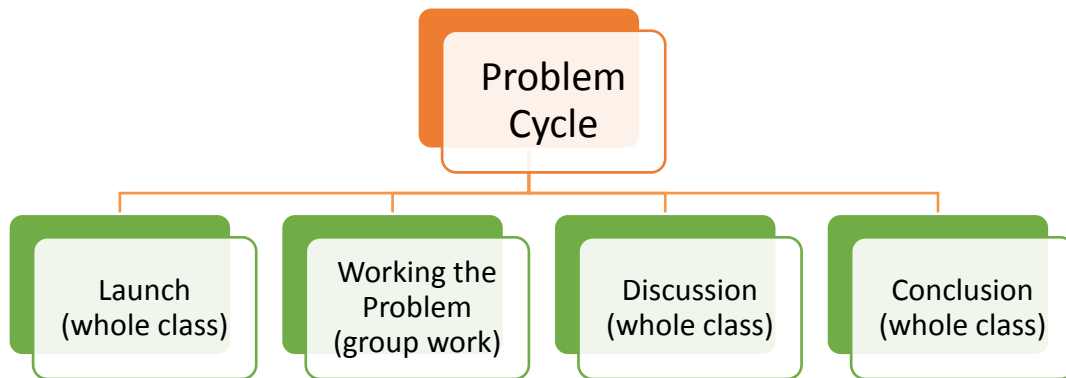 Problem
Cycle
Launch
(whole class)
Working the
Problem
(group work)
Discussion
(whole class)
Conclusion
(whole class)